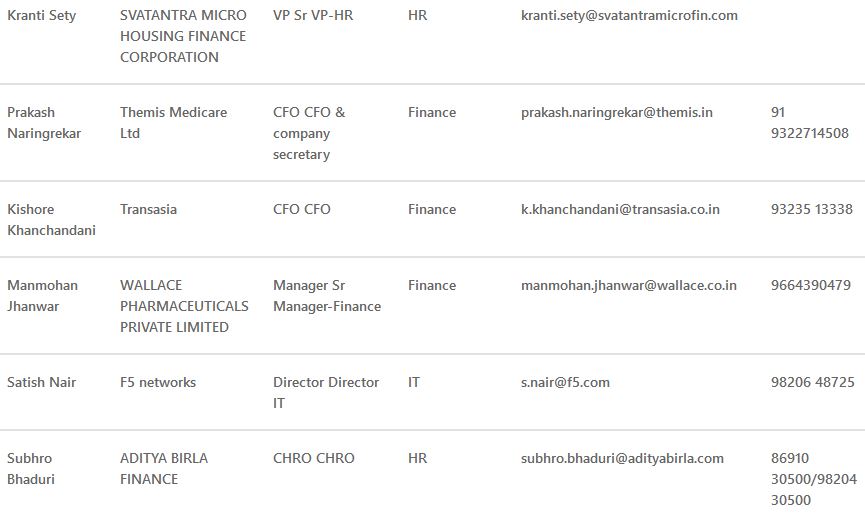 Kranti Sety SVATANTRA MICRO HOUSING FINANCE CORPORATION VP Sr VP-HR HR kranti.sety@svatantramicrofin.com
Prakash Naringrekar Themis Medicare Ltd CFO CFO & company secretary Finance prakash.naringrekar@themis.in 91 9322714508
Kishore Khanchandani Transasia CFO CFO Finance k.khanchandani@transasia.co.in 93235 13338
Manmohan Jhanwar WALLACE PHARMACEUTICALS PRIVATE LIMITED Manager Sr Manager-Finance Finance manmohan.jhanwar@wallace.co.in 9664390479
Satish Nair F5 networks Director Director IT IT s.nair@f5.com 98206 48725
Subhro Bhaduri ADITYA BIRLA FINANCE CHRO CHRO HR subhro.bhaduri@adityabirla.com 86910 30500/98204 30500